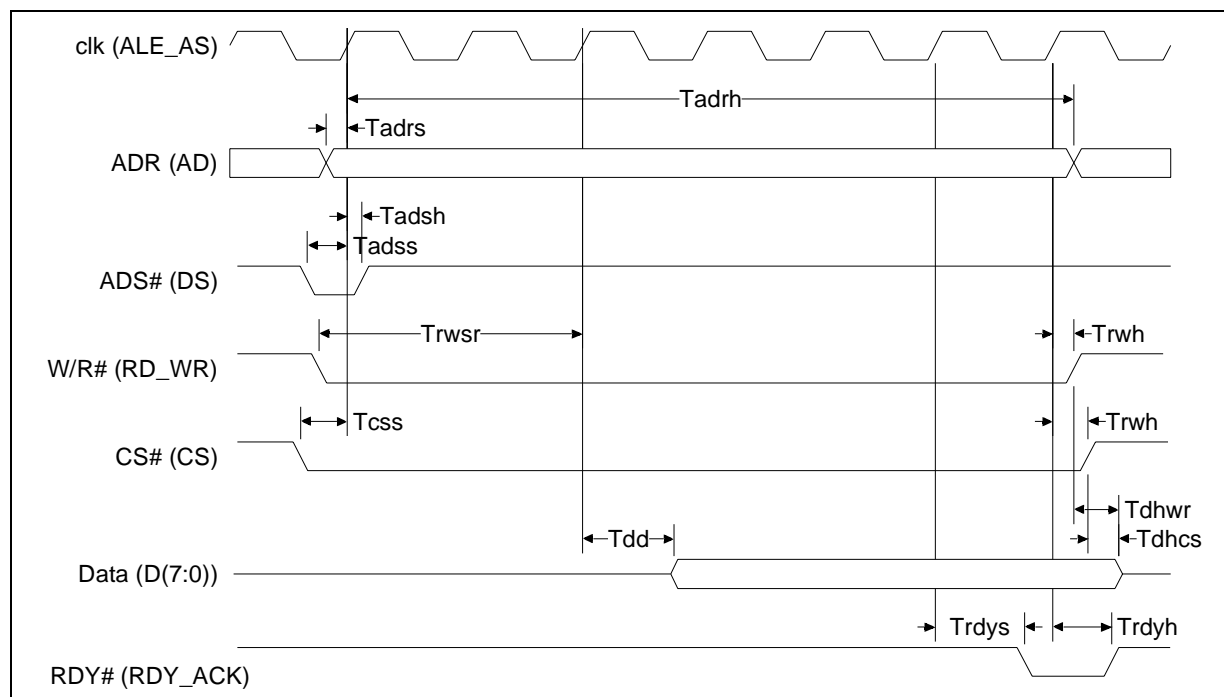 clk (ALE_AS)
Tadrh
Tadrs
ADR (AD)
Tadsh
Tadss
ADS# (DS)
Trwsr
Trwh
W/R# (RD_WR)
Tcss
Trwh
CS# (CS)
Tdhwr
Tdd
Tdhcs
Data (D(7:0))
Trdys
Trdyh
RDY# (RDY_ACK)